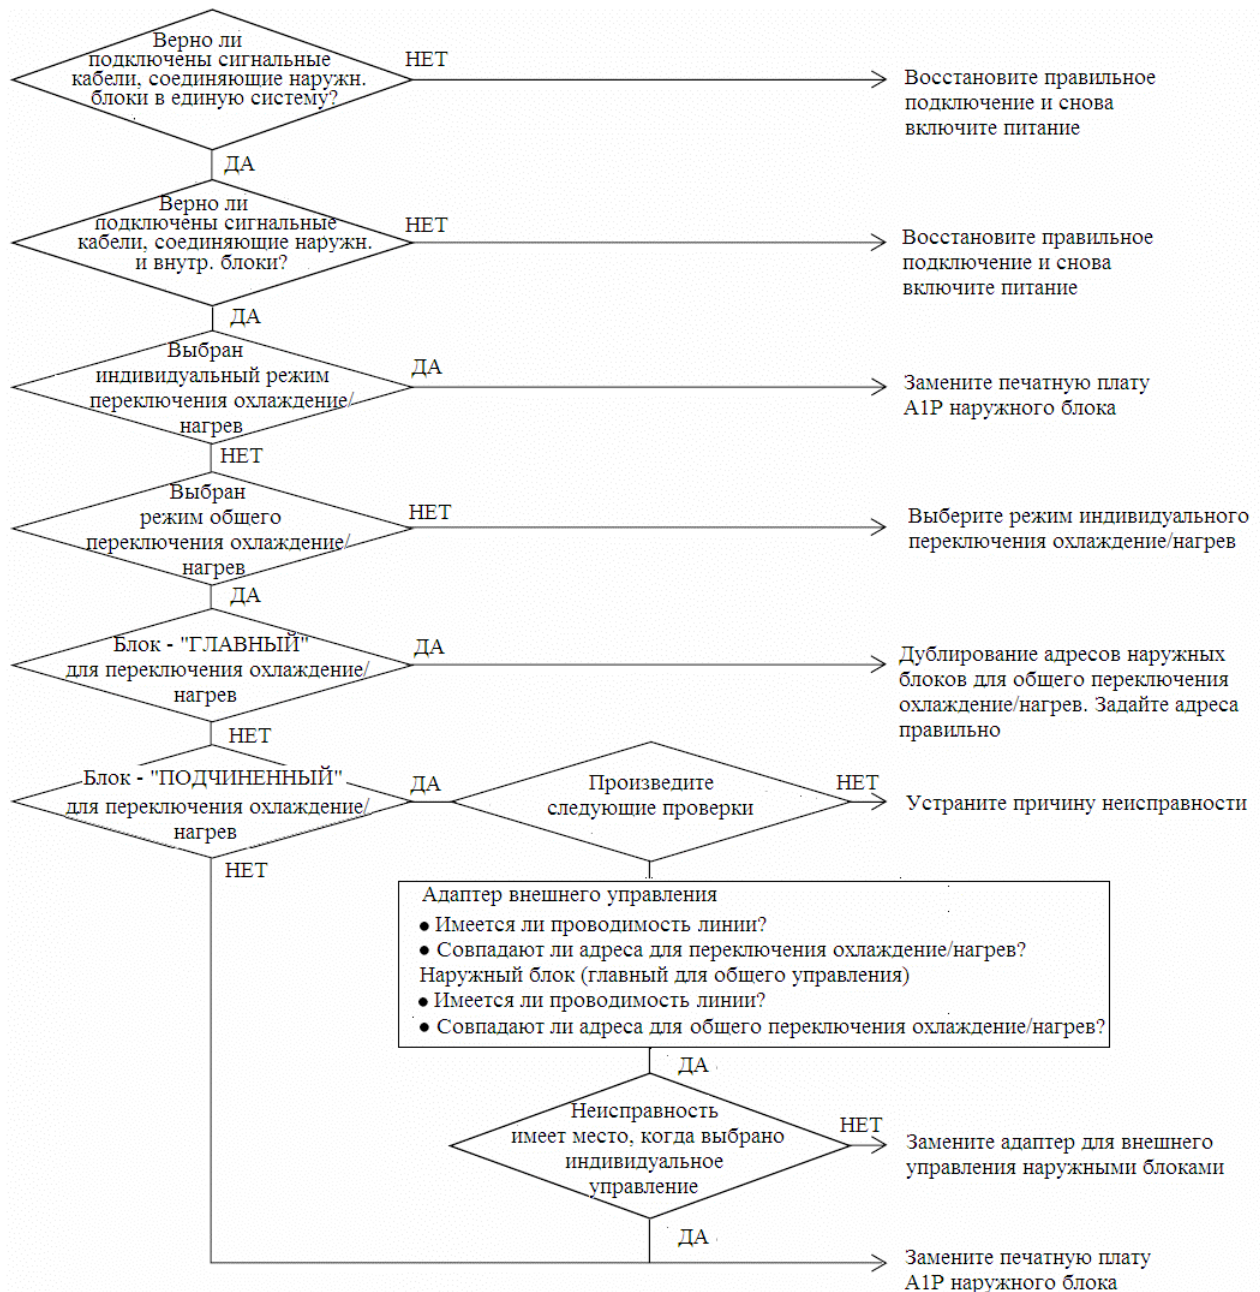 Верно ли
подключены сигнальные
кабели, соединяющие наружн.
блоки в единую систему?
НЕТ
Восстановите правильное
подключение и снова
включите питание
ДА
Верно ли
подключены сигнальные
кабели, соединяющие наружн.
и внутр. блоки?
НЕТ
Восстановите правильное
подключение и снова
включите питание
ДА
Выбран
индивидуальный режим
переключения охлаждение/
нагрев
ДА
Замените печатную плату
А1Р наружного блока
НЕТ
Выбран
режим общего
переключения охлаждение/
нагрев
НЕТ
Выберите режим индивидуального
переключения охлаждение/нагрев
ДА
Блок - "ГЛАВНЫЙ"
для переключения охлаждение/
нагрев
ДА
Дублирование адресов наружных
блоков для общего переключения
охлаждение/нагрев. Задайте адреса
правильно
НЕТ
Блок - "ПОДЧИНЕННЫЙ"
для переключения охлаждение/
нагрев
ДА
Произведите
следующие проверки
НЕТ
Устраните причину неисправности
НЕТ
Адаптер внешнего управления
● Имеется ли проводимость линии?
● Совпадают ли адреса для переключения охлаждение/нагрев?
Наружный блок (главный для общего управления)
● Имеется ли проводимость линии?
● Совпадают ли адреса для общего переключения охлаждение/нагрев?
ДА
Неисправность
имеет место, когда выбрано
индивидуальное
управление
НЕТ
Замените адаптер для внешнего
управления наружными блоками
ДА
Замените печатную плату
А1Р наружного блока